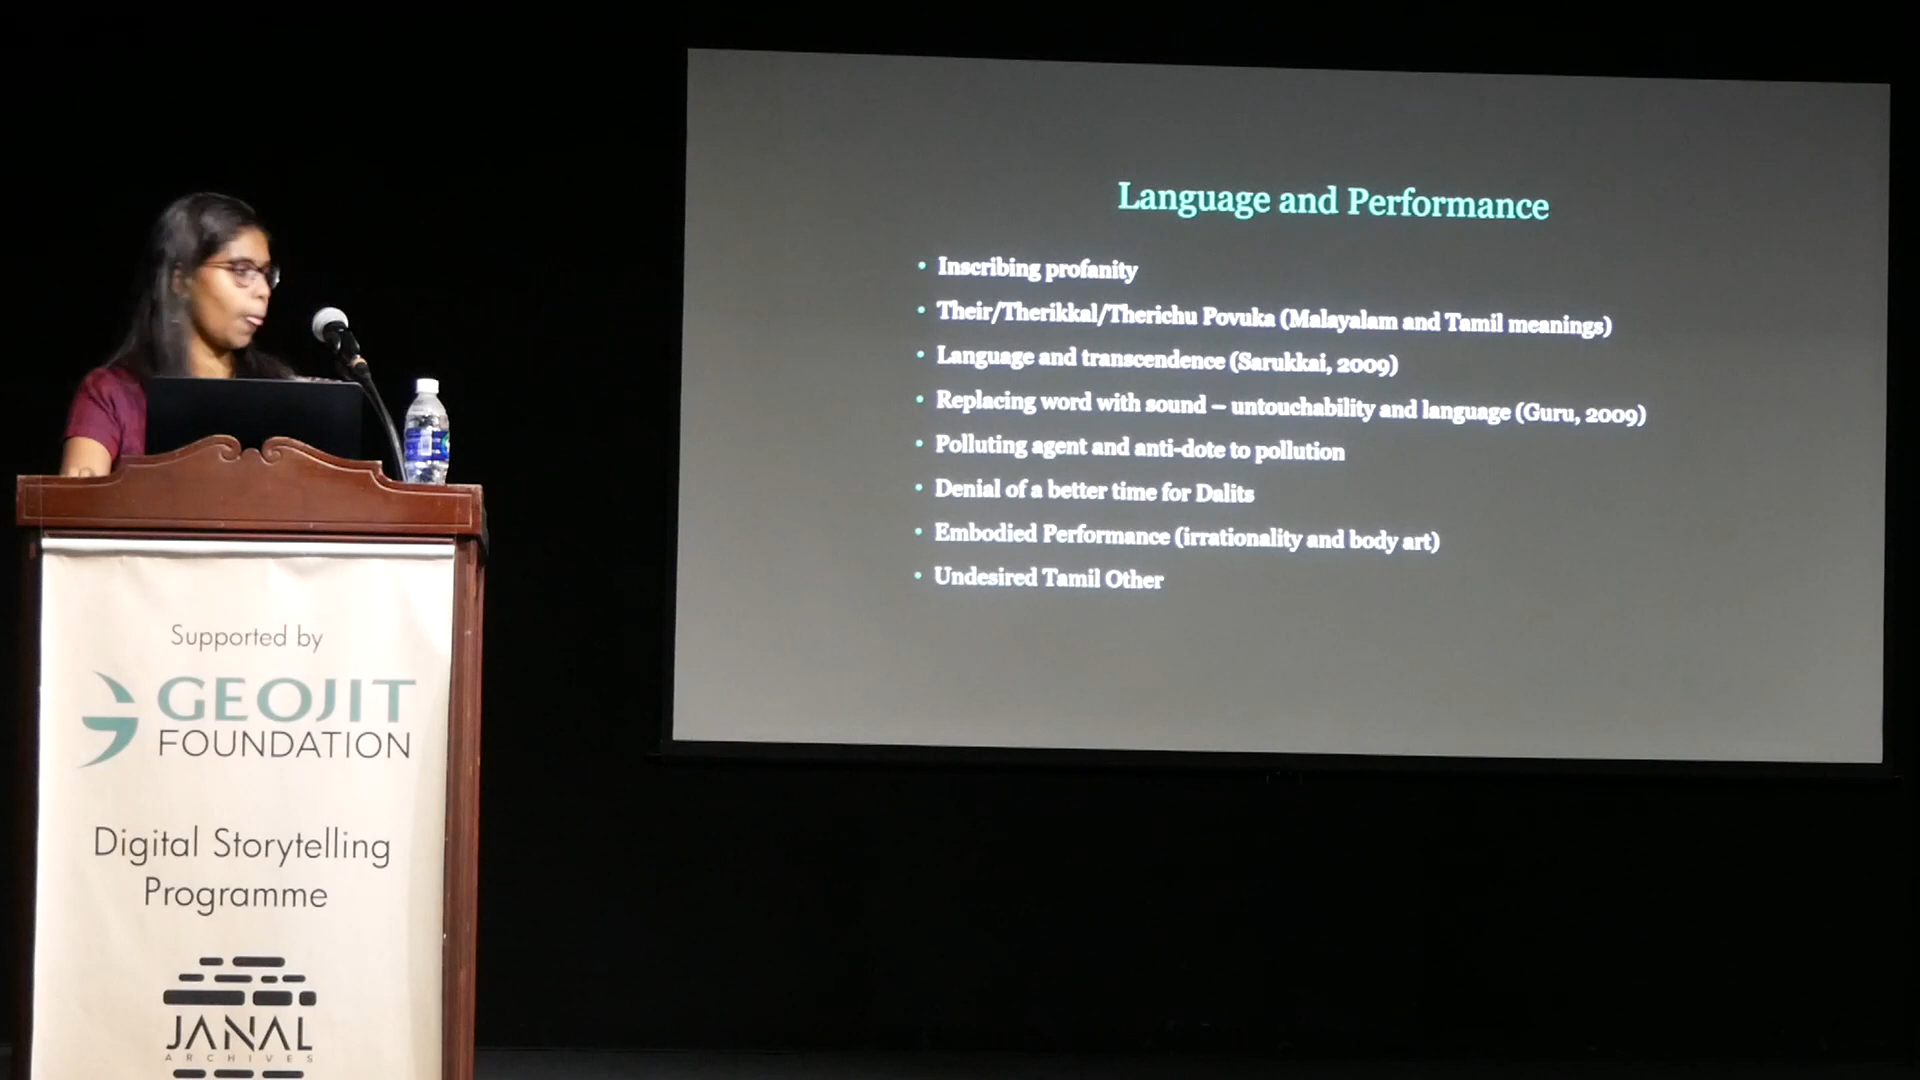 Language and Performance
• Inscribing profanity
• Their/Therikkal/Therichu Povuka (Malayalam and Tamil meanings)
• Language and transcendence (Sarukkai, 2009)
• Replacing word with sound – untouchability and language (Guru, 2009)
• Polluting agent and anti-dote to pollution
• Denial of a better time for Dalits
• Embodied Performance (irrationality and body art)
• Undesired Tamil Other
Supported by
GEOJIT
FOUNDATION
Digital Storytelling
Programme
JANAL
ARCHIVES